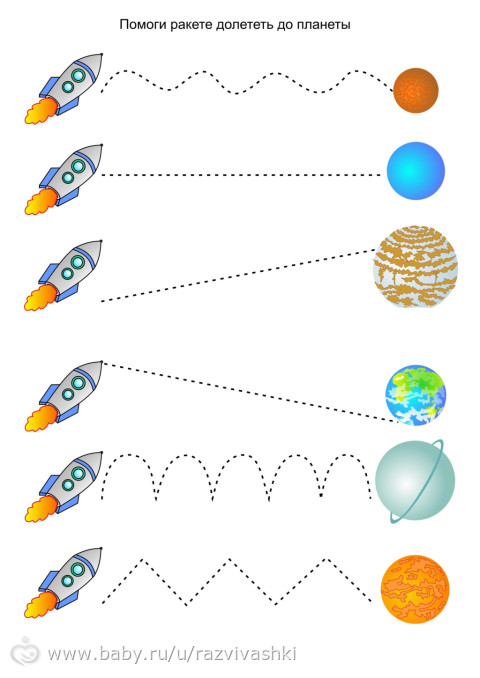 Помоги ракете долететь до планеты
www.baby.ru/u/razvivashki